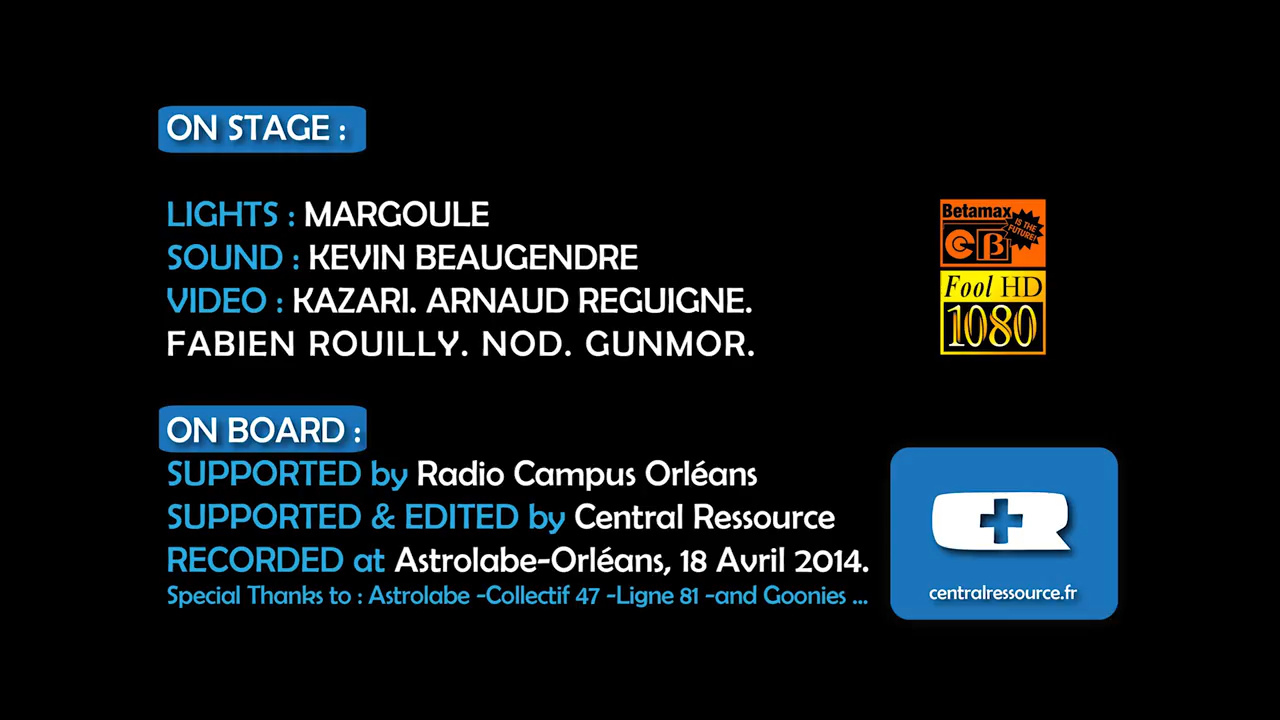 ON STAGE :
LIGHTS : MARGOULE
SOUND : KEVIN BEAUGENDRE
VIDEO : KAZARI. ARNAUD REGUIGNE.
FABIEN ROUILLY. NOD. GUNMOR.
Betamax
IS THE
FUTURE!
B
Fool HD
1080
ON BOARD :
SUPPORTED by Radio Campus Orléans
SUPPORTED & EDITED by Central Ressource
RECORDED at Astrolabe-Orléans, 18 Avril 2014.
Special Thanks to : Astrolabe -Collectif 47 -Ligne 81 -and Goonies ...
centralressource.fr